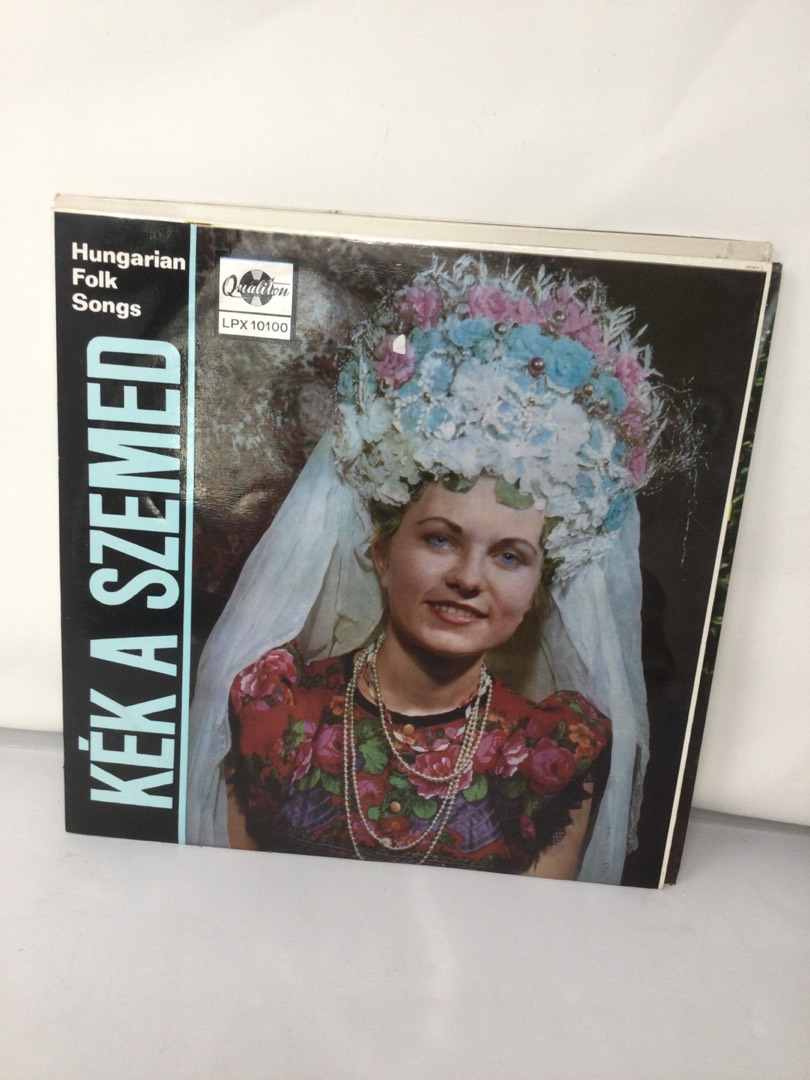 Hungarian
Folk
Songs
KÉK A SZEMED
Qualiton
LPX 10100